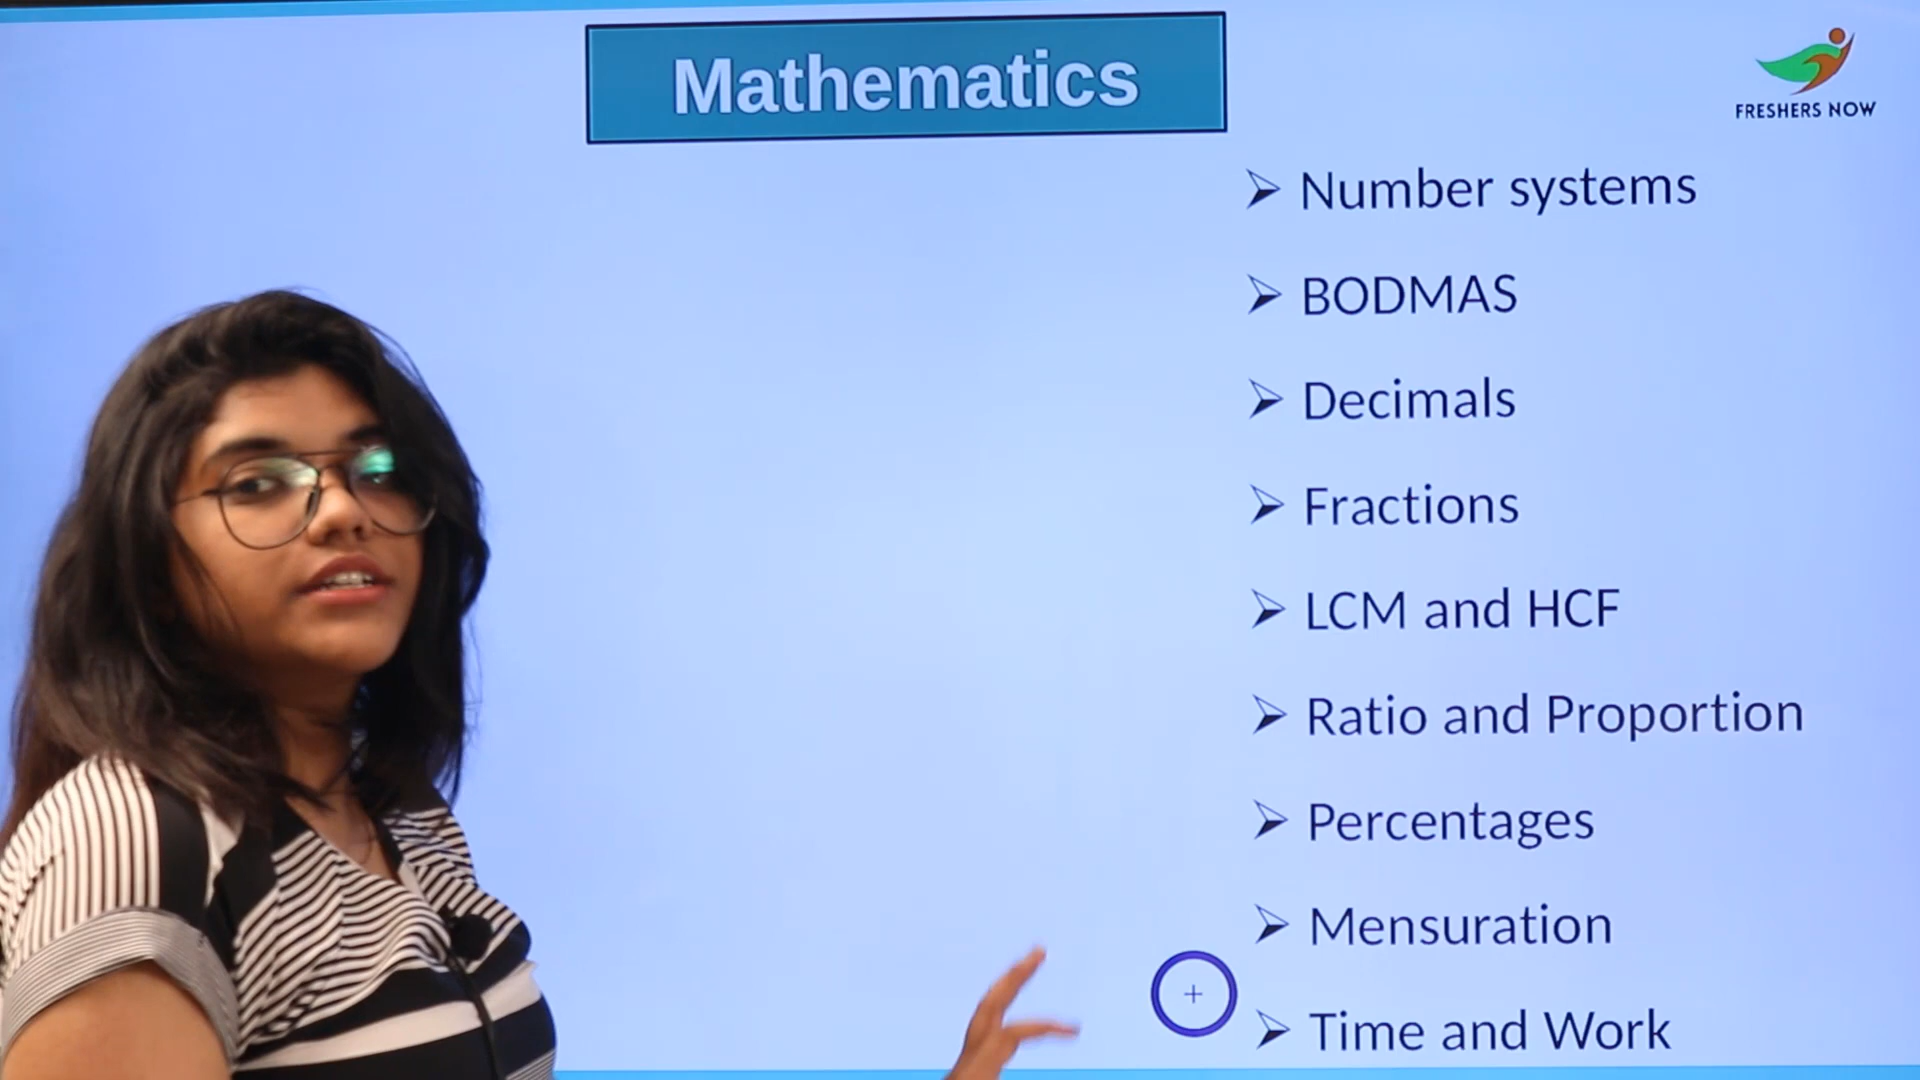 Mathematics
FRESHERS NOW
Number systems
BODMAS
Decimals
Fractions
LCM and HCF
Ratio and Proportion
Percentages
Mensuration
Time and Work